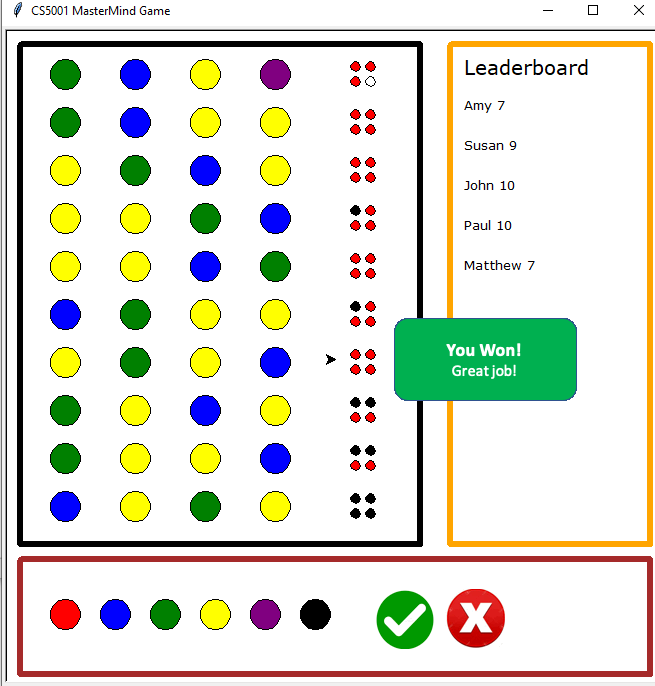 CS5001 MasterMind Game
Leaderboard
Amy 7
Susan 9
John 10
Paul 10
Matthew 7
You Won!
Great job!